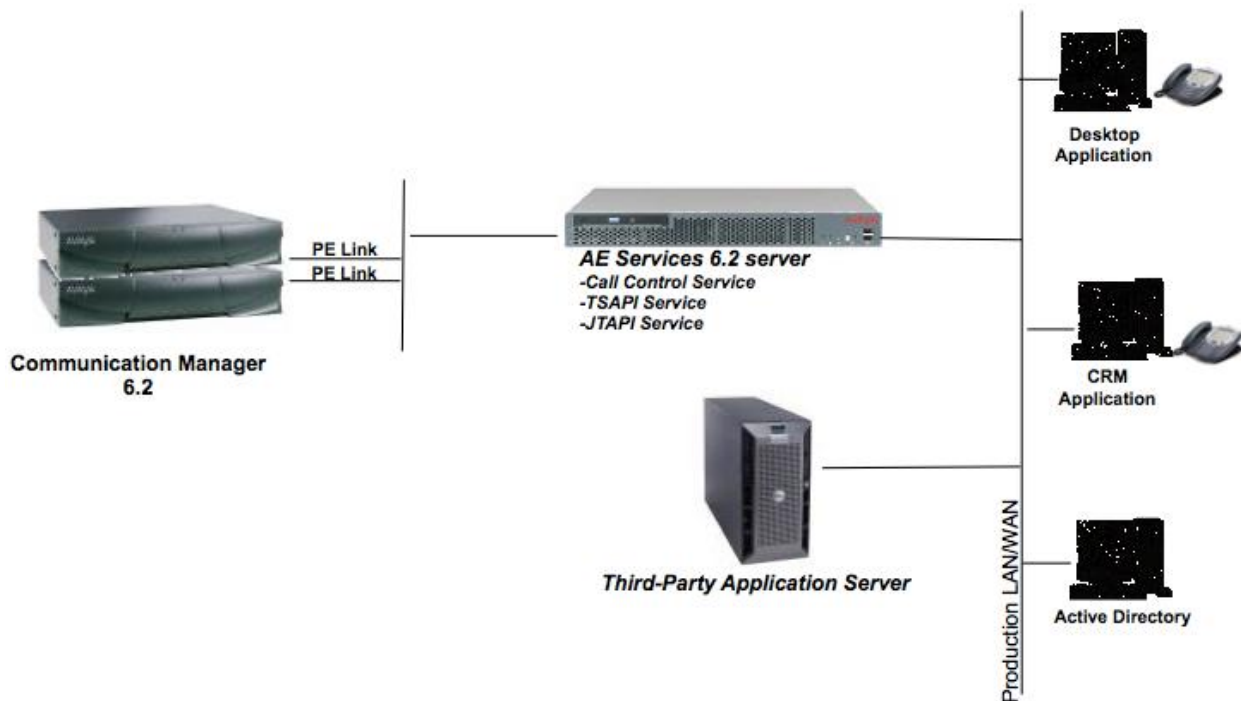 Desktop
Application
PE Link
PE Link
AE Services 6.2 server
-Call Control Service
-TSAPI Service
-JTAPI Service
Communication Manager
6.2
CRM
Application
Third-Party Application Server
Active Directory
Production LAN/WAN